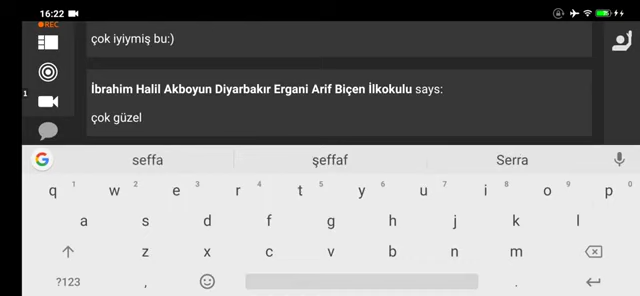 16:22
REC
çok iyiymiş bu:)
İbrahim Halil Akboyun Diyarbakır Ergani Arif Biçen İlkokulu says:
1
çok güzel
G seffa şeffaf Serra
q 1 w 2 e 3 r 4 t 5 y 6 u 7 i 8 o 9 p 0
a s d f g h j k l
z x c v b n m
?123 , .